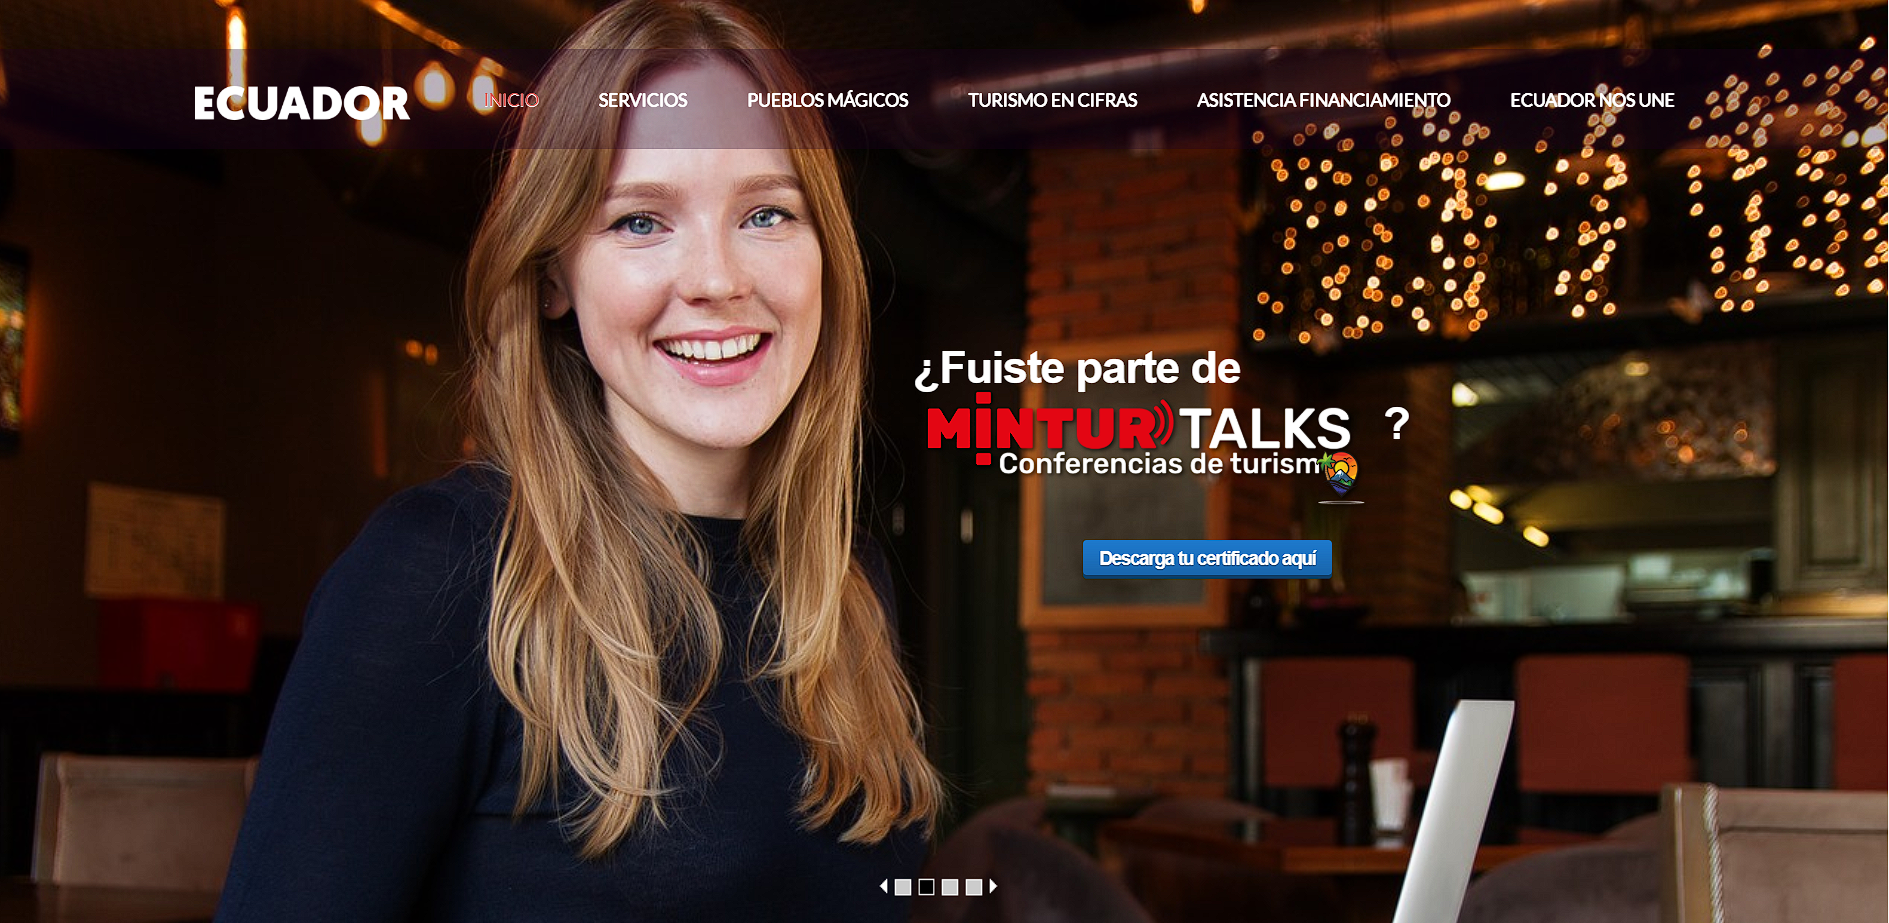 ECUADOR
INICIO SERVICIOS PUEBLOS MÁGICOS TURISMO EN CIFRAS ASISTENCIA FINANCIAMIENTO ECUADOR NOS UNE
¿Fuiste parte de
MINTUR TALKS ?
Conferencias de turismo
Descarga tu certificado aquí